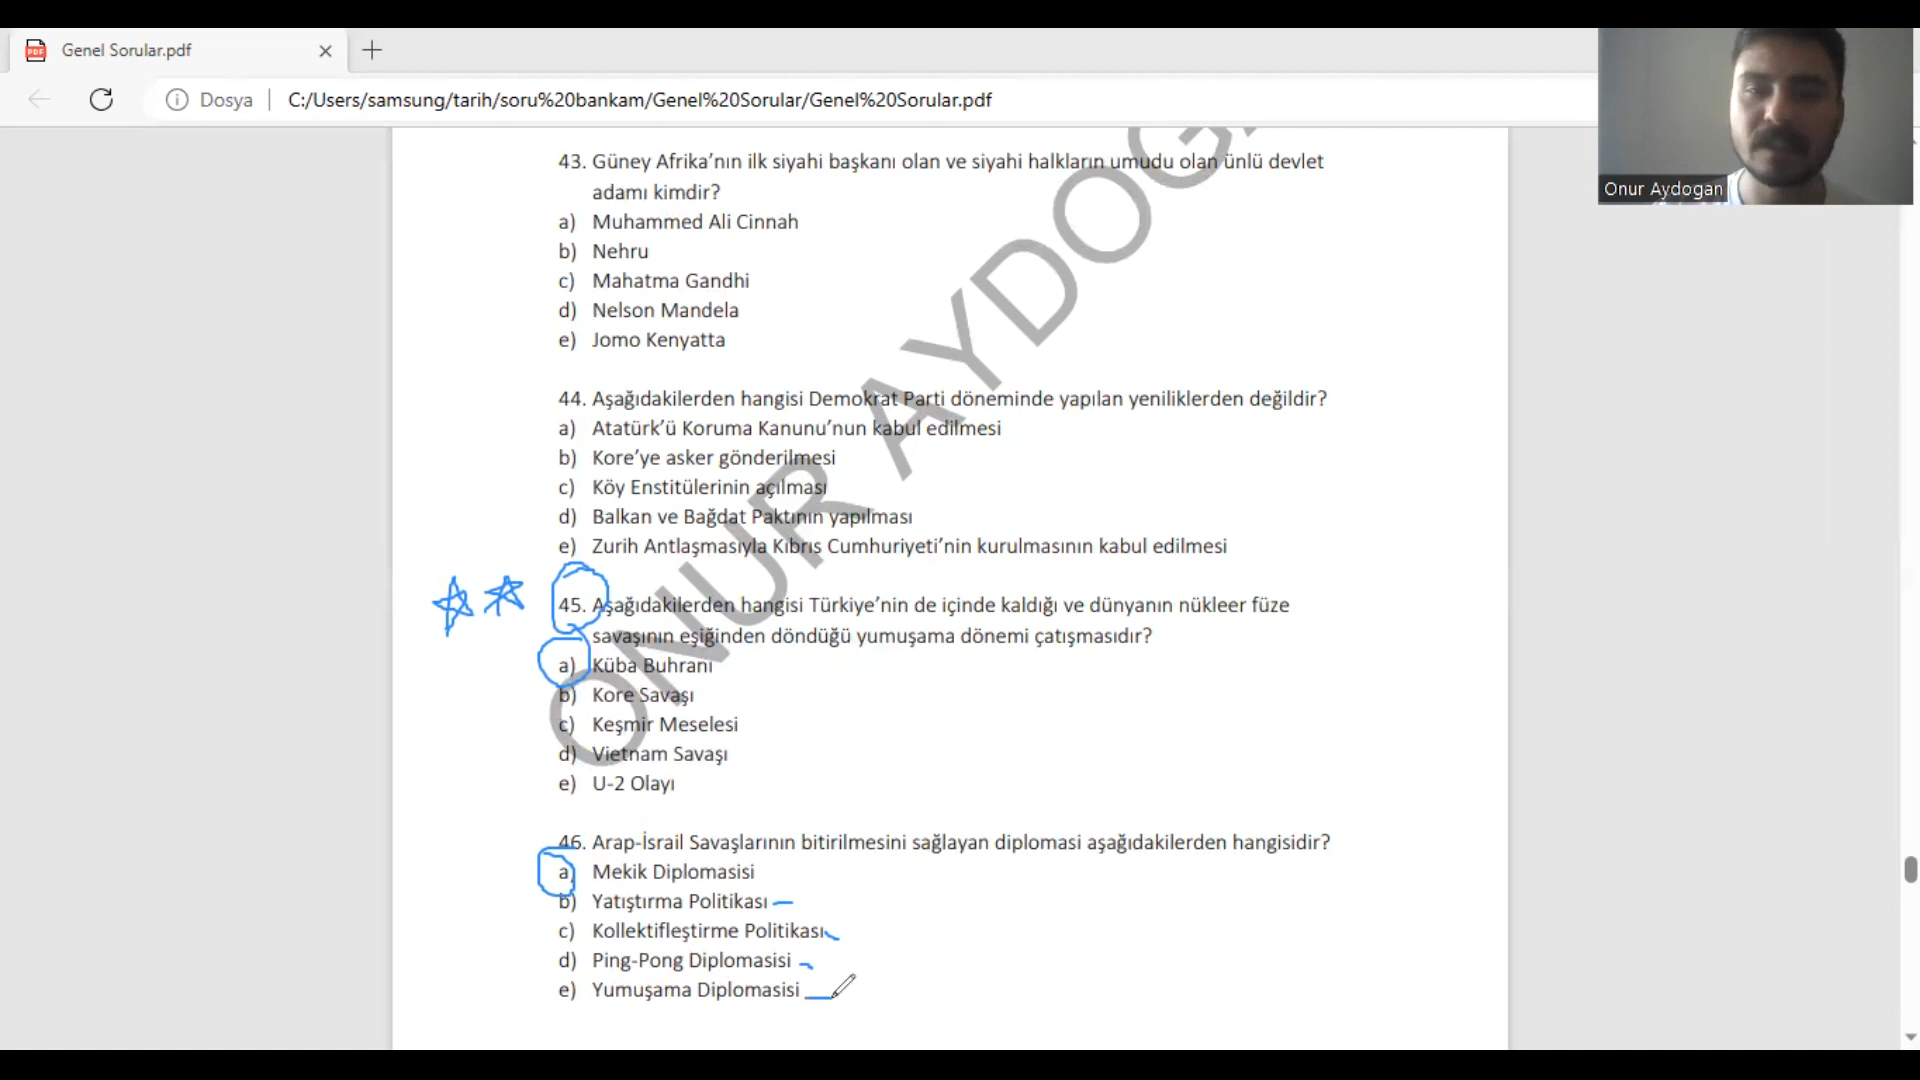 Genel Sorular.pdf
Dosya
C:/Users/samsung/tarih/soru%20bankam/Genel%20Sorular/Genel%20Sorular.pdf
Onur Aydogan
43. Güney Afrika’nın ilk siyahi başkanı olan ve siyahi halkların umudu olan ünlü devlet
adamı kimdir?
a) Muhammed Ali Cinnah
b) Nehru
c) Mahatma Gandhi
d) Nelson Mandela
e) Jomo Kenyatta
44. Aşağıdakilerden hangisi Demokrat Parti döneminde yapılan yeniliklerden değildir?
a) Atatürk’ü Koruma Kanunu’nun kabul edilmesi
b) Kore’ye asker gönderilmesi
c) Köy Enstitülerinin açılması
d) Balkan ve Bağdat Paktının yapılması
e) Zurih Antlaşmasıyla Kıbrıs Cumhuriyeti’nin kurulmasının kabul edilmesi
45. Aşağıdakilerden hangisi Türkiye’nin de içinde kaldığı ve dünyanın nükleer füze
savaşının eşiğinden döndüğü yumuşama dönemi çatışmasıdır?
a) Küba Buhranı
b) Kore Savaşı
c) Keşmir Meselesi
d) Vietnam Savaşı
e) U-2 Olayı
46. Arap-İsrail Savaşlarının bitirilmesini sağlayan diplomasi aşağıdakilerden hangisidir?
a) Mekik Diplomasisi
b) Yatıştırma Politikası
c) Kollektifleştirme Politikası
d) Ping-Pong Diplomasisi
e) Yumuşama Diplomasisi
ONUR AYDOG